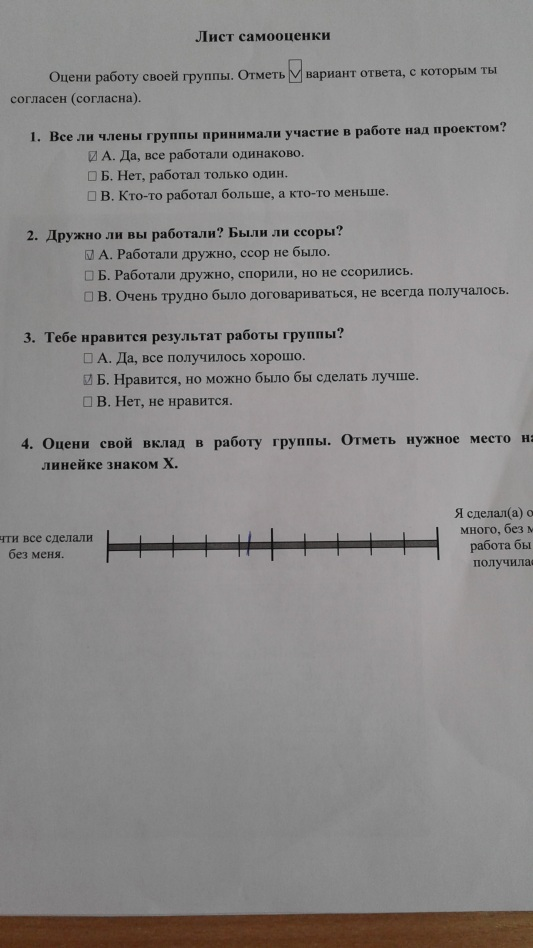 Лист самооценки
Оцени работу своей группы. Отметь вариант ответа, с которым ты
согласен (согласна).
1. Все ли члены группы принимали участие в работе над проектом?
А. Да, все работали одинаково.
Б. Нет, работал только один.
В. Кто-то работал больше, а кто-то меньше.
2. Дружно ли вы работали? Были ли ссоры?
А. Работали дружно, ссор не было.
Б. Работали дружно, спорили, но не ссорились.
В. Очень трудно было договариваться, не всегда получалось.
3. Тебе нравится результат работы группы?
А. Да, все получилось хорошо.
Б. Нравится, но можно было бы сделать лучше.
В. Нет, не нравится.
4. Оцени свой вклад в работу группы. Отметь нужное место на
линейке знаком Х.
чти все сделали
без меня.
Я сделал(а) о
много, без м
работа бы
получилас